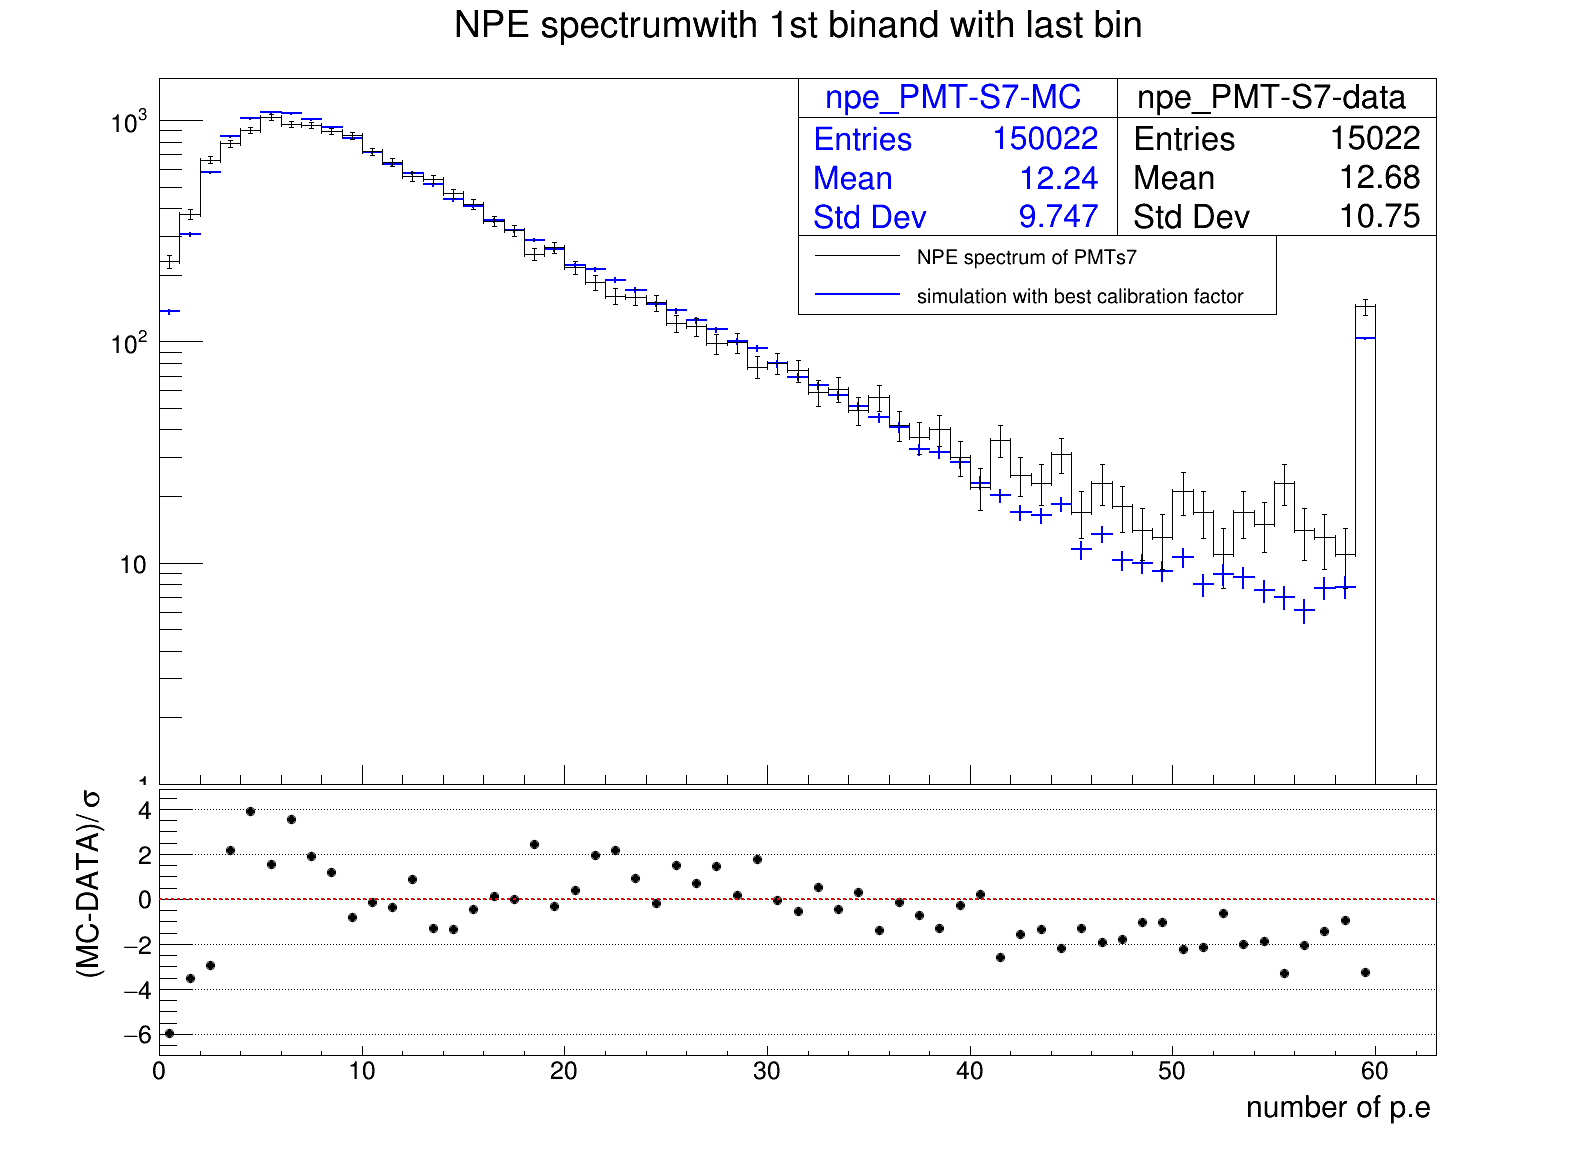 NPE spectrumwith 1st binand with last bin
npe_PMT-S7-MC
Entries 150022
Mean 12.24
Std Dev 9.747
npe_PMT-S7-data
Entries 15022
Mean 12.68
Std Dev 10.75
NPE spectrum of PMTs7
simulation with best calibration factor
10³
10²
10
1
(MC-DATA)/ σ
4
2
0
−2
−4
−6
0 10 20 30 40 50 60
number of p.e